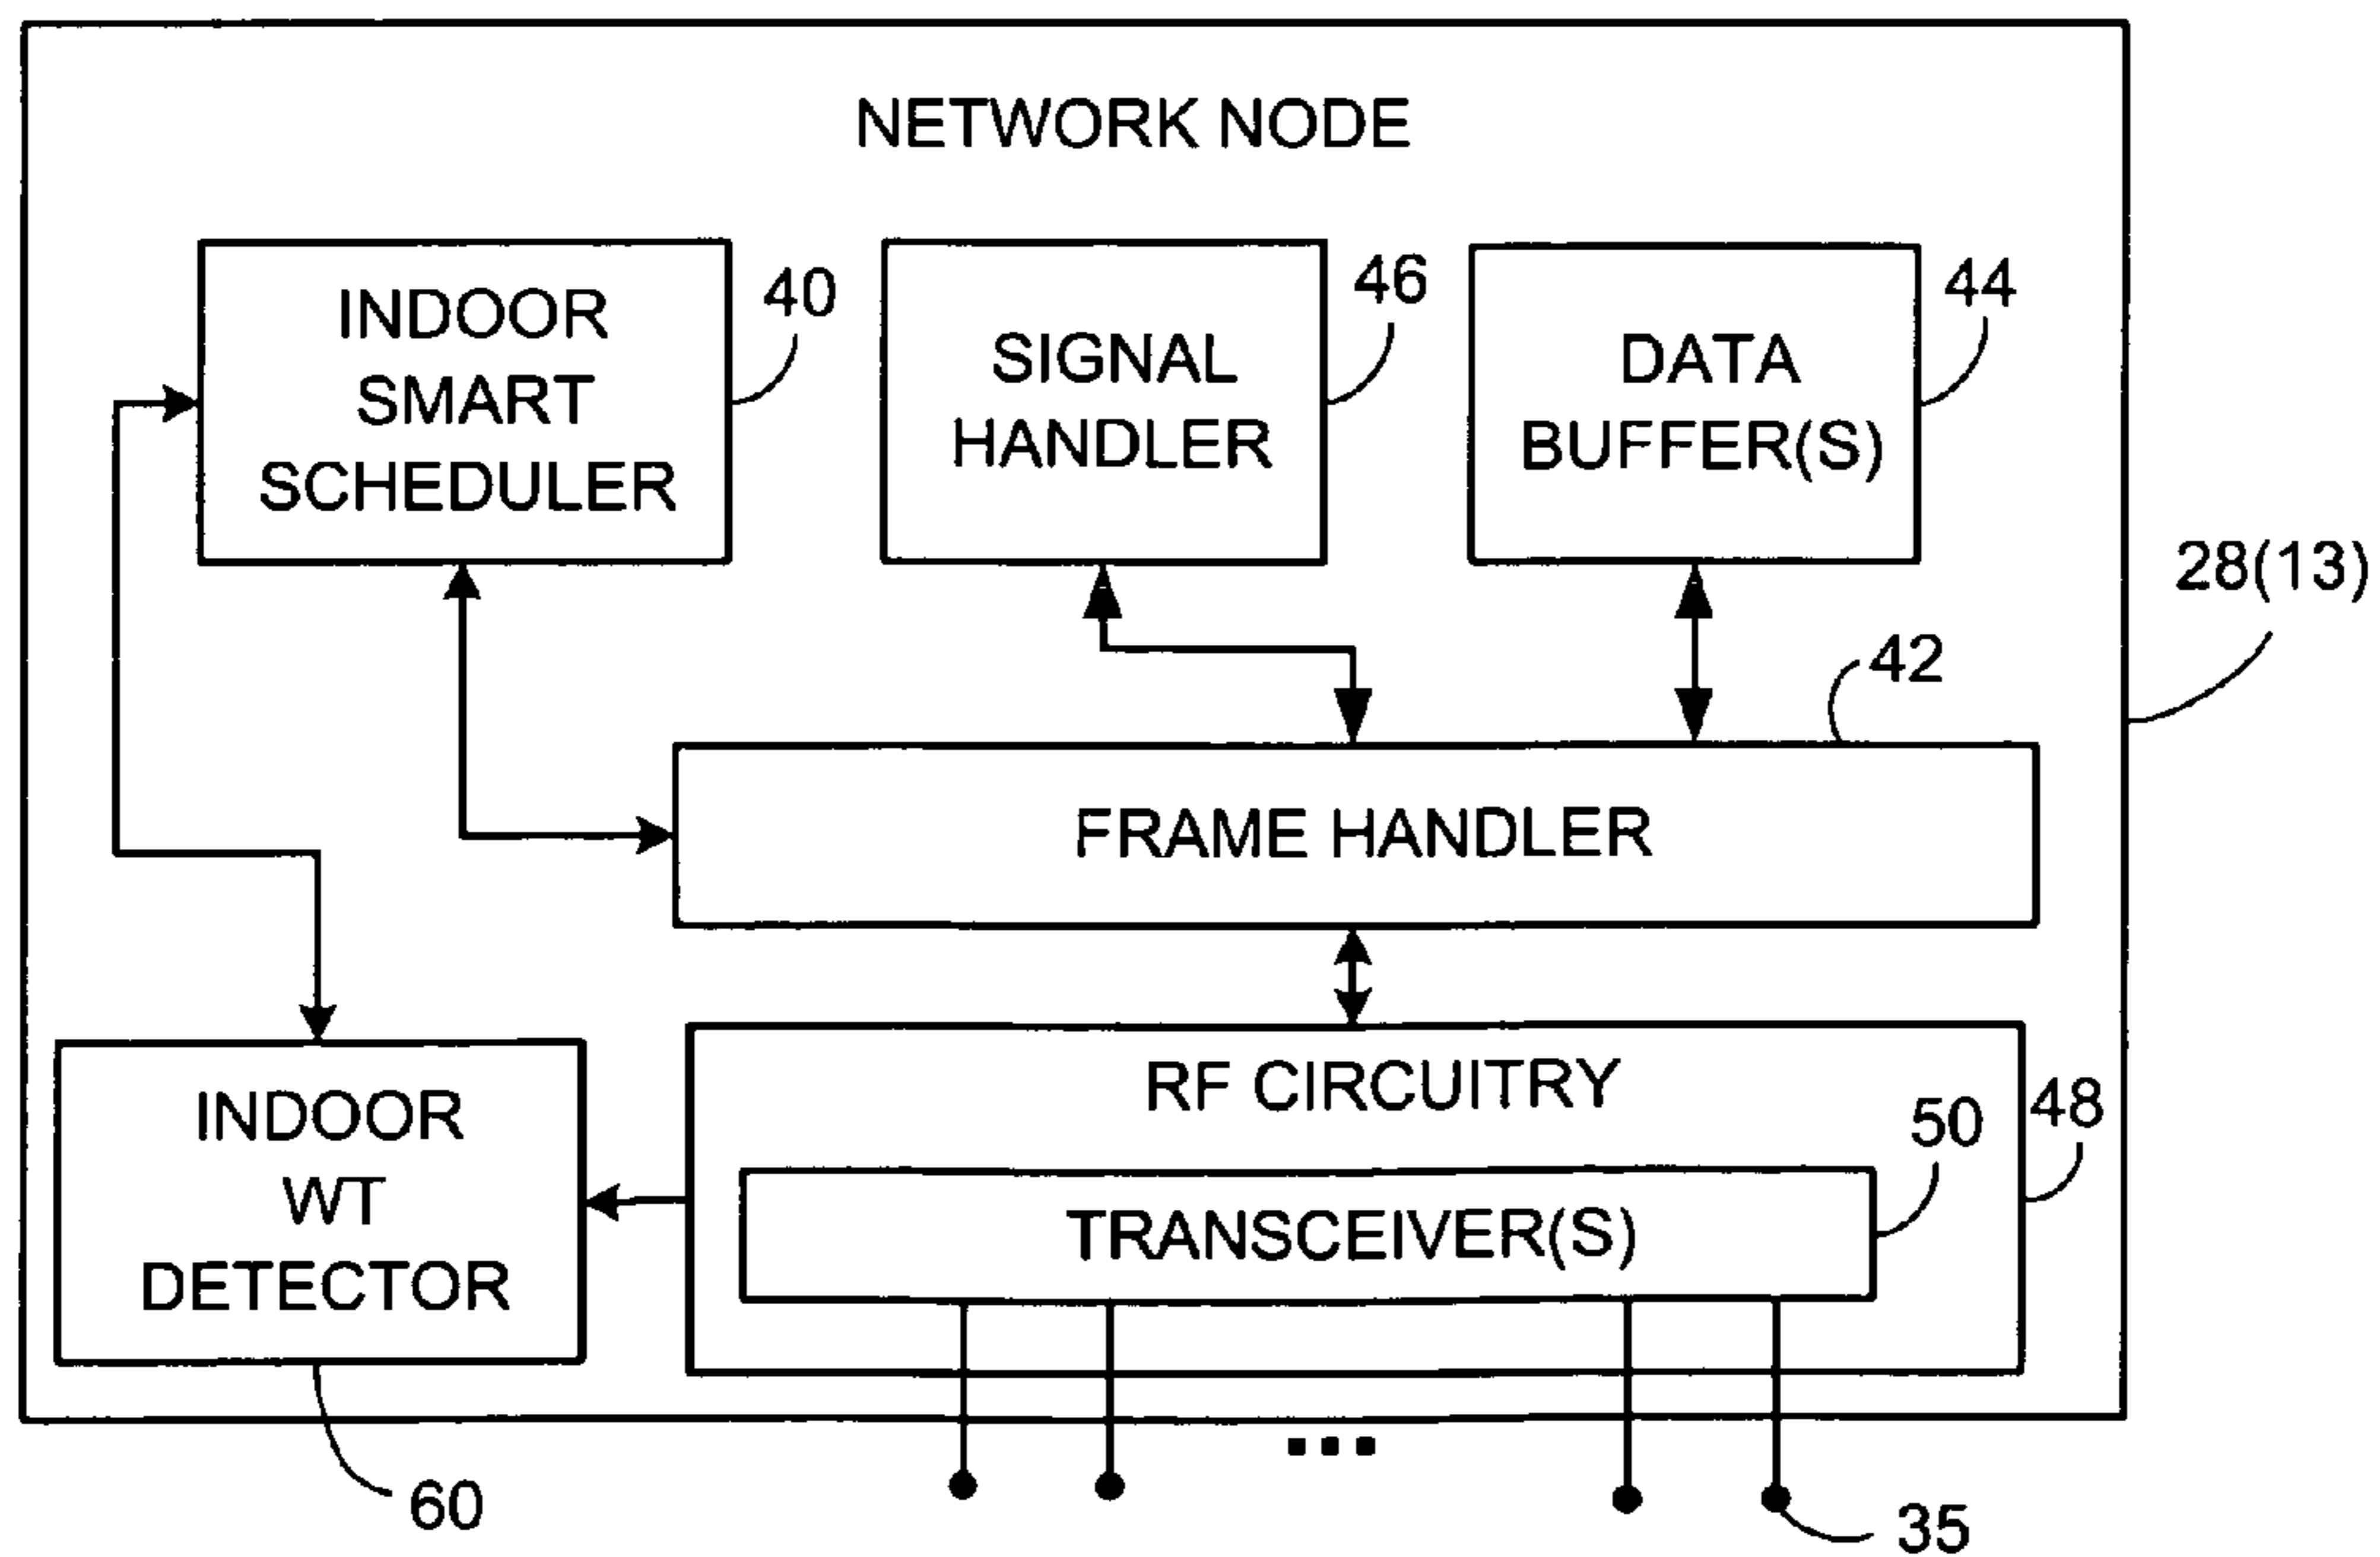 NETWORK NODE
INDOOR
SMART
SCHEDULER
40
SIGNAL
HANDLER
46
DATA
BUFFER(S)
44
28(13)
42
FRAME HANDLER
INDOOR
WT
DETECTOR
60
RF CIRCUITRY
48
50
TRANSCEIVER(S)
35